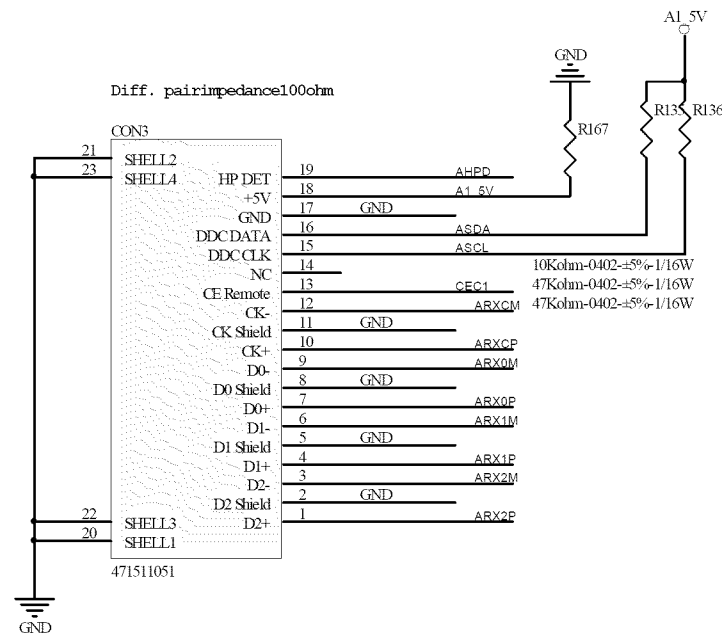 A1_5V
GND
Diff. pairimpedance100ohm
R135 R136
R167
CON3
21 SHELL2
23 SHELL4 HP DET 19 AHPD
+5V 18 A1_5V
GND 17 GND
DDC DATA 16 ASDA
DDC CLK 15 ASCL
NC 14
10Kohm-0402-±5%-1/16W
CE Remote 13 CEC1 47Kohm-0402-±5%-1/16W
CK- 12 ARXCM 47Kohm-0402-±5%-1/16W
CK Shield 11 GND
CK+ 10 ARXCP
D0- 9 ARX0M
D0 Shield 8 GND
D0+ 7 ARX0P
D1- 6 ARX1M
D1 Shield 5 GND
D1+ 4 ARX1P
D2- 3 ARX2M
D2 Shield 2 GND
22 SHELL3 D2+ 1 ARX2P
20 SHELL1
471511051
GND